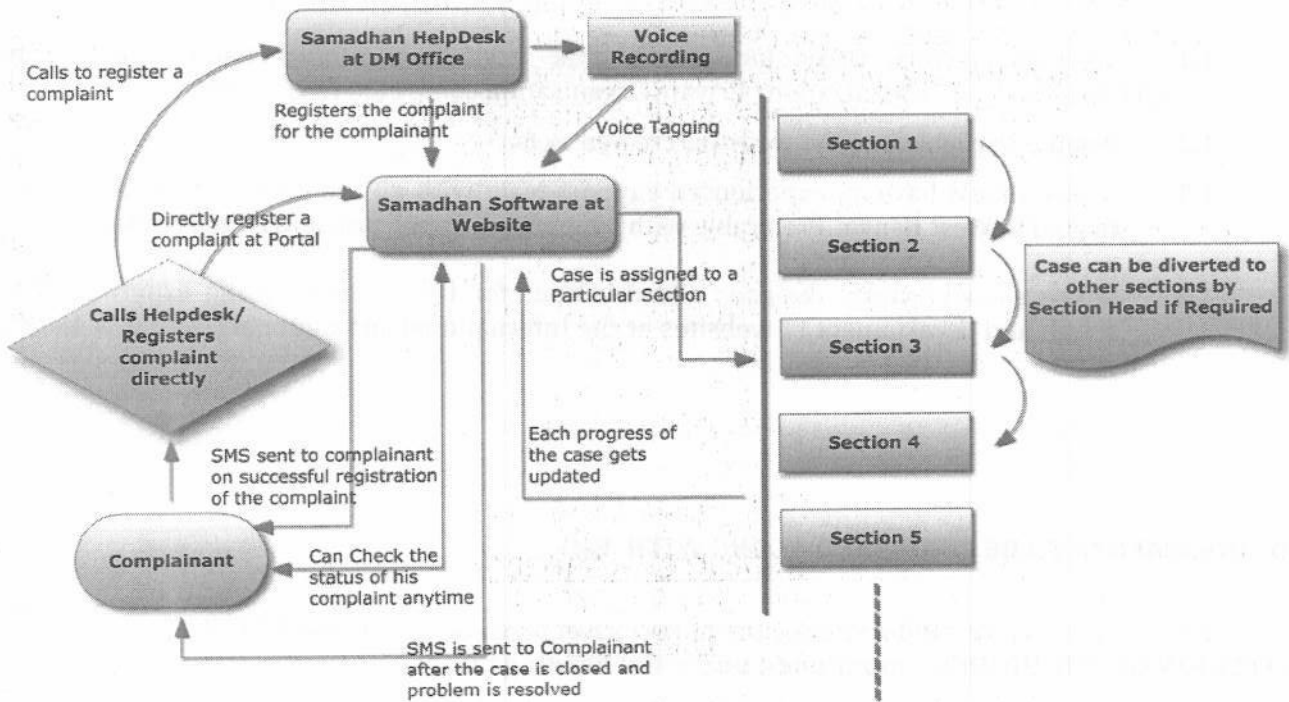 Samadhan HelpDesk
at DM Office
Voice
Recording
Calls to register a
complaint
Registers the complaint
for the complainant
Voice Tagging
Section 1
Directly register a
complaint at Portal
Samadhan Software at
Website
Section 2
Case is assigned to a
Particular Section
Case can be diverted to
other sections by
Section Head if Required
Calls Helpdesk/
Registers
complaint
directly
Section 3
Section 4
Each progress of
the case gets
updated
SMS sent to complainant
on successful registration
of the complaint
Section 5
Complainant
Can Check the
status of his
complaint anytime
SMS is sent to Complainant
after the case is closed and
problem is resolved